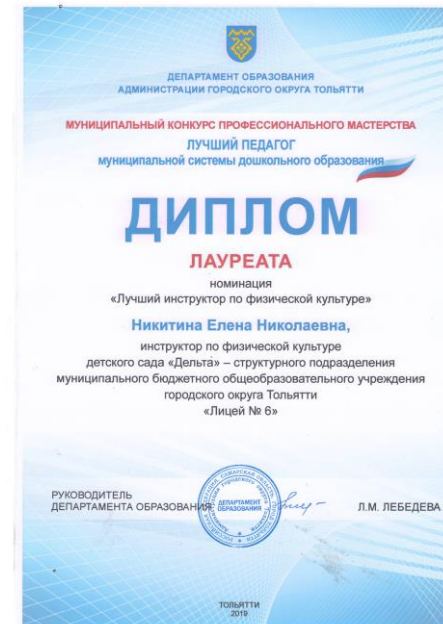 ДЕПАРТАМЕНТ ОБРАЗОВАНИЯ
АДМИНИСТРАЦИИ ГОРОДСКОГО ОКРУГА ТОЛЬЯТТИ
МУНИЦИПАЛЬНЫЙ КОНКУРС ПРОФЕССИОНАЛЬНОГО МАСТЕРСТВА
ЛУЧШИЙ ПЕДАГОГ
муниципальной системы дошкольного образования
ДИПЛОМ
ЛАУРЕАТА
номинация
«Лучший инструктор по физической культуре»
Никитина Елена Николаевна,
инструктор по физической культуре
детского сада «Дельта» – структурного подразделения
муниципального бюджетного общеобразовательного учреждения
городского округа Тольятти
«Лицей № 6»
РУКОВОДИТЕЛЬ
ДЕПАРТАМЕНТА ОБРАЗОВАНИЯ
ДЕПАРТАМЕНТ
ОБРАЗОВАНИЯ
Л.М. ЛЕБЕДЕВА
ТОЛЬЯТТИ
2019